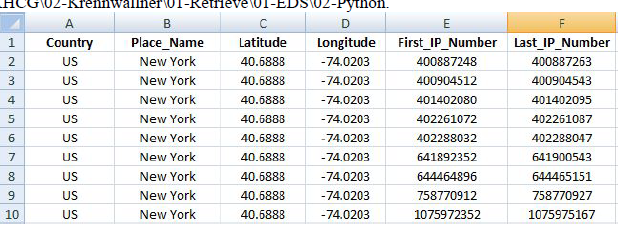 HCG\02-Krennwallner\01-Retrieve\01-EDS\02-Python.
A B C D E F
1 Country Place_Name Latitude Longitude First_IP_Number Last_IP_Number
2 US New York 40.6888 -74.0203 400887248 400887263
3 US New York 40.6888 -74.0203 400904512 400904543
4 US New York 40.6888 -74.0203 401402080 401402095
5 US New York 40.6888 -74.0203 402261072 402261087
6 US New York 40.6888 -74.0203 402288032 402288047
7 US New York 40.6888 -74.0203 641892352 641900543
8 US New York 40.6888 -74.0203 644464896 644465151
9 US New York 40.6888 -74.0203 758770912 758770927
10 US New York 40.6888 -74.0203 1075972352 1075975167